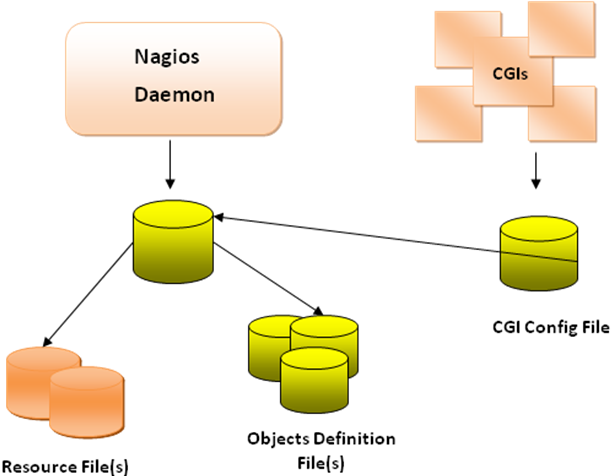 Nagios
Daemon
CGIs
CGI Config File
Objects Definition
File(s)
Resource File(s)